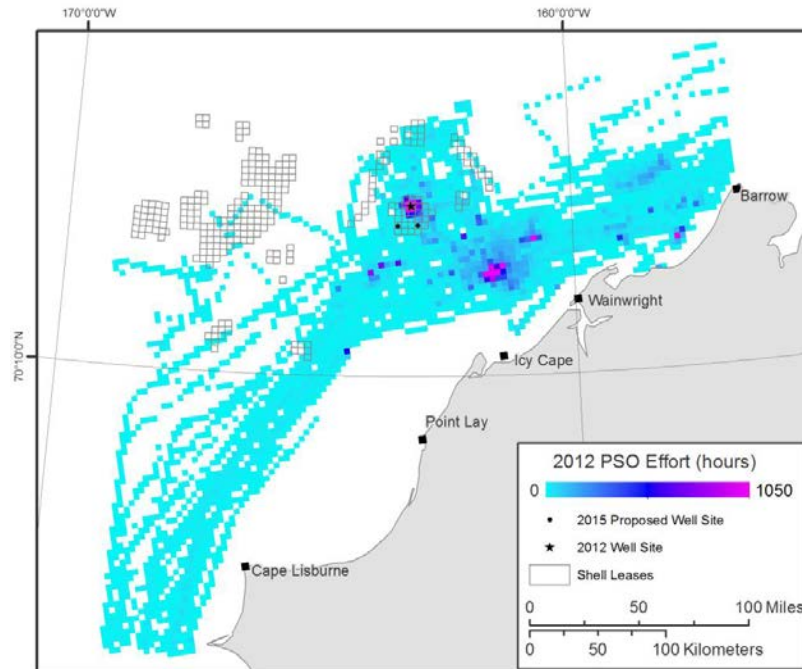 170°0'0"W
160°0'0"W
70°10'0"N
Barrow
Wainwright
Icy Cape
Point Lay
Cape Lisburne
2012 PSO Effort (hours)
0 1050
2015 Proposed Well Site
2012 Well Site
Shell Leases
0 50 100 Miles
0 50 100 Kilometers